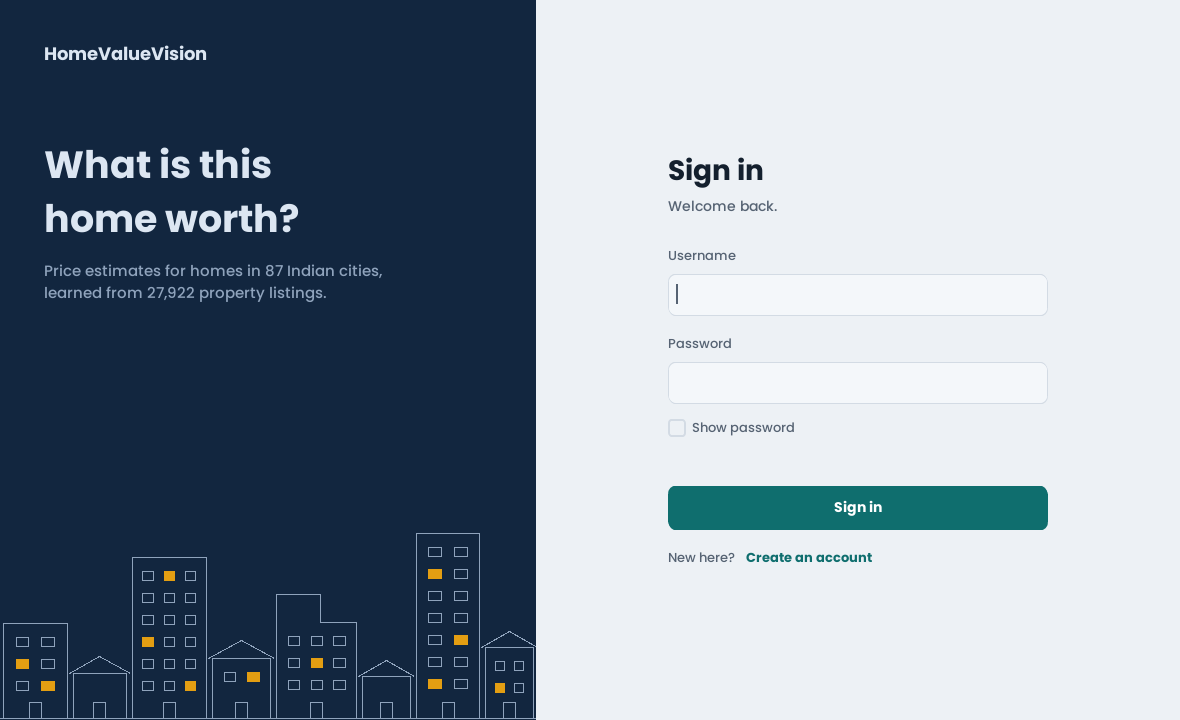 HomeValueVision
What is this
home worth?
Price estimates for homes in 87 Indian cities,
learned from 27,922 property listings.
Sign in
Welcome back.
Username
Password
Show password
Sign in
New here? Create an account